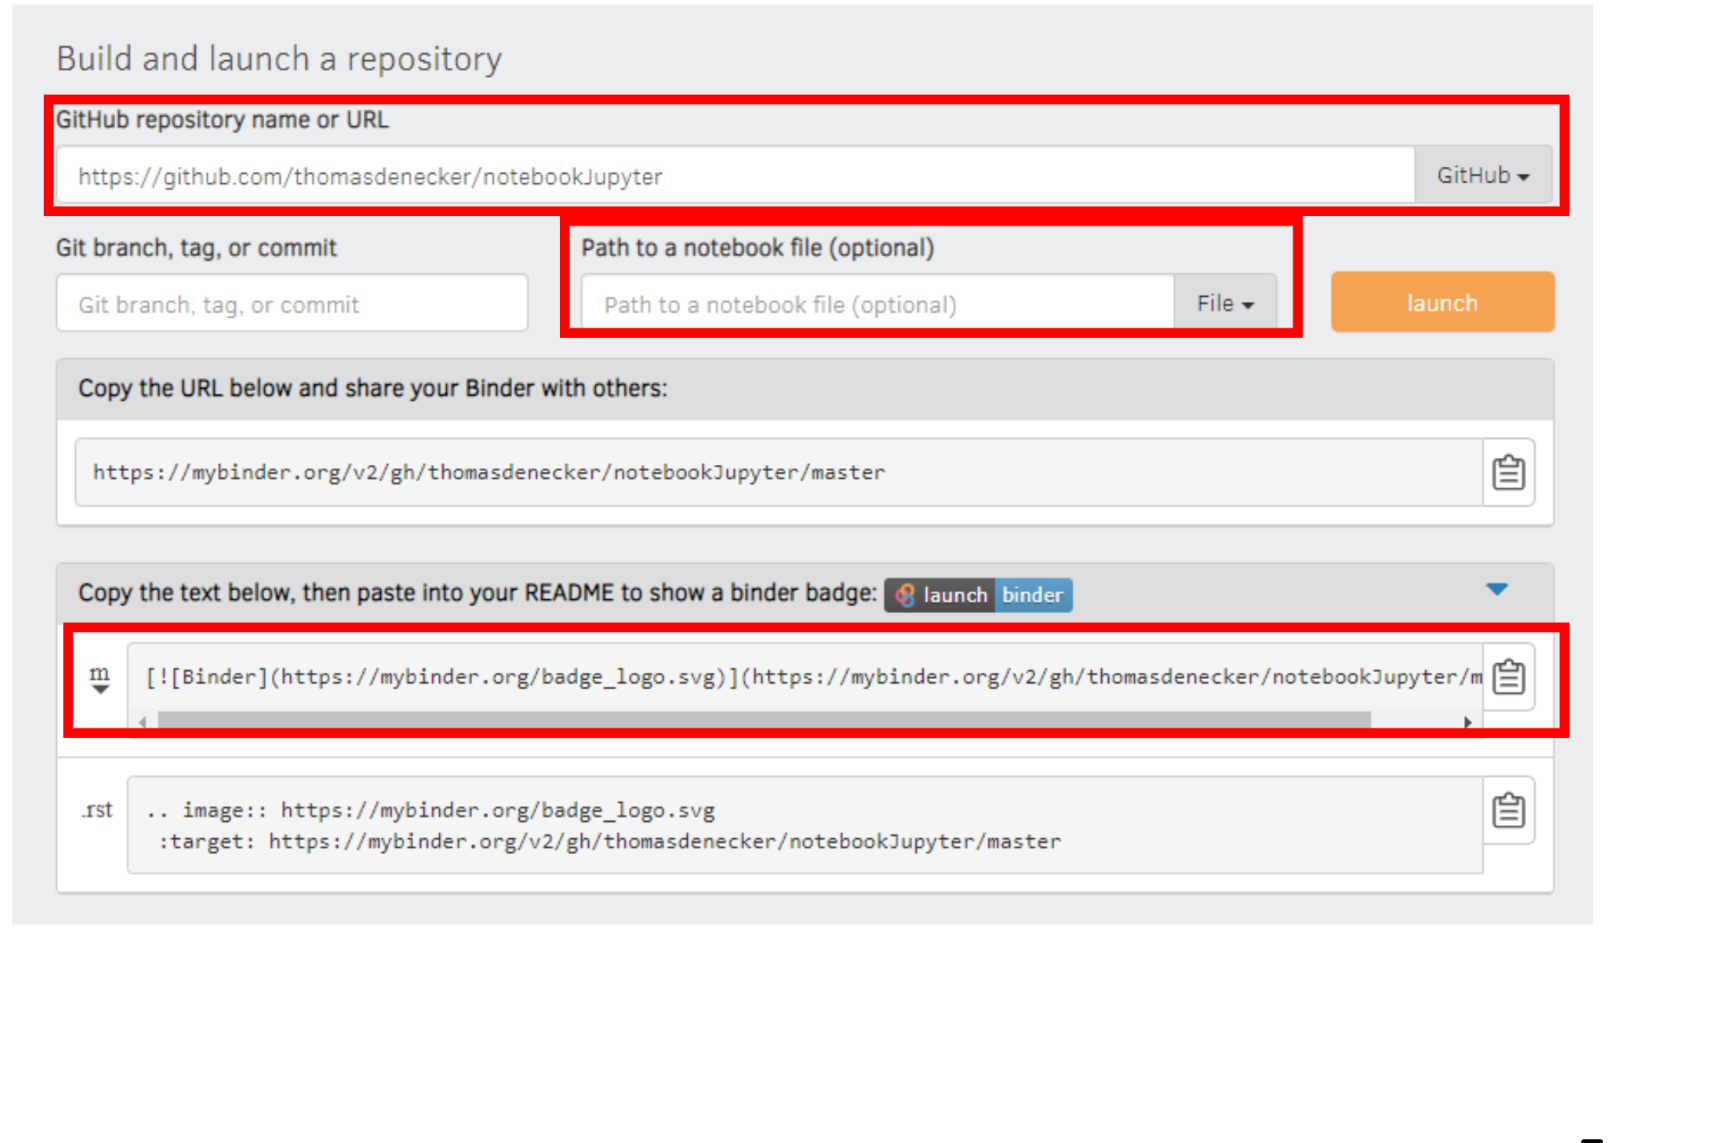 Build and launch a repository
GitHub repository name or URL
https://github.com/thomasdenecker/notebookJupyter
GitHub
Git branch, tag, or commit
Path to a notebook file (optional)
Git branch, tag, or commit
Path to a notebook file (optional)
File
launch
Copy the URL below and share your Binder with others:
https://mybinder.org/v2/gh/thomasdenecker/notebookJupyter/master
Copy the text below, then paste into your README to show a binder badge:
launch binder
m
[![Binder](https://mybinder.org/badge_logo.svg)](https://mybinder.org/v2/gh/thomasdenecker/notebookJupyter/m
.rst
.. image:: https://mybinder.org/badge_logo.svg
:target: https://mybinder.org/v2/gh/thomasdenecker/notebookJupyter/master